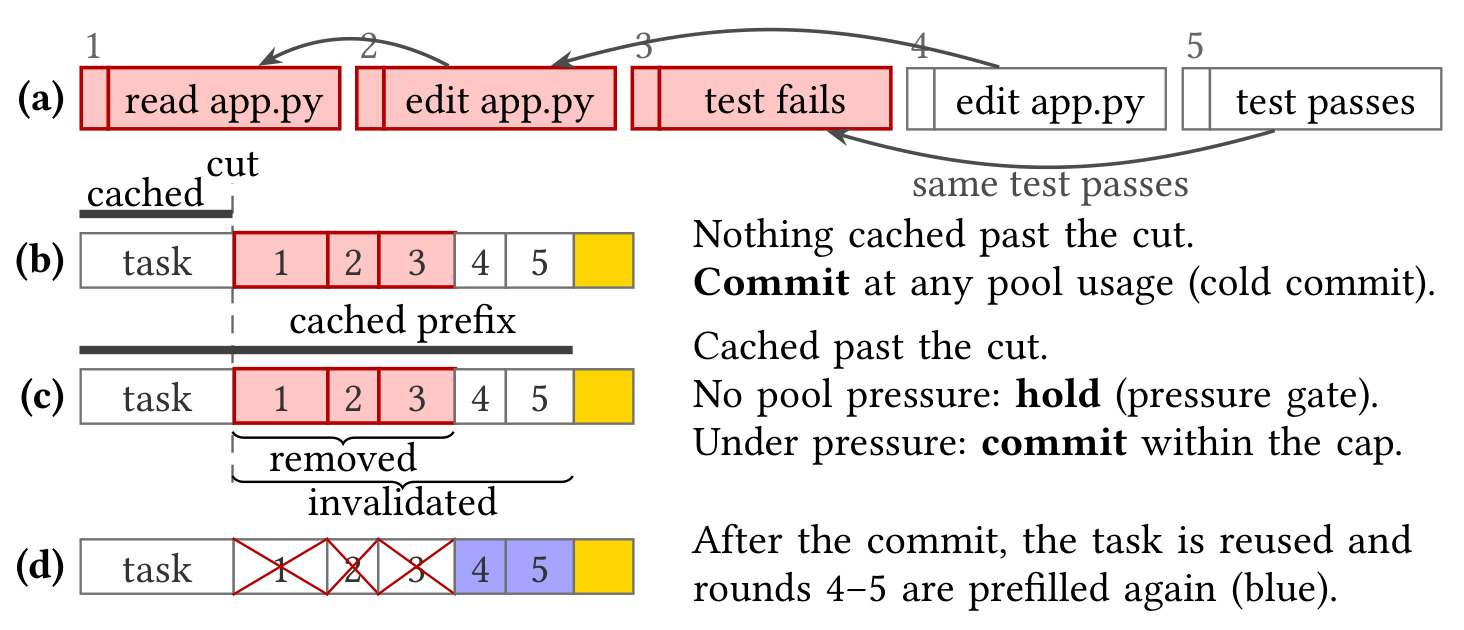 1 2 3 4 5
(a) read app.py edit app.py test fails edit app.py test passes
same test passes
cut
cached
(b) task 1 2 3 4 5
Nothing cached past the cut.
Commit at any pool usage (cold commit).
cached prefix
(c) task 1 2 3 4 5
Cached past the cut.
No pool pressure: hold (pressure gate).
Under pressure: commit within the cap.
removed
invalidated
(d) task 1 2 3 4 5
After the commit, the task is reused and
rounds 4–5 are prefilled again (blue).